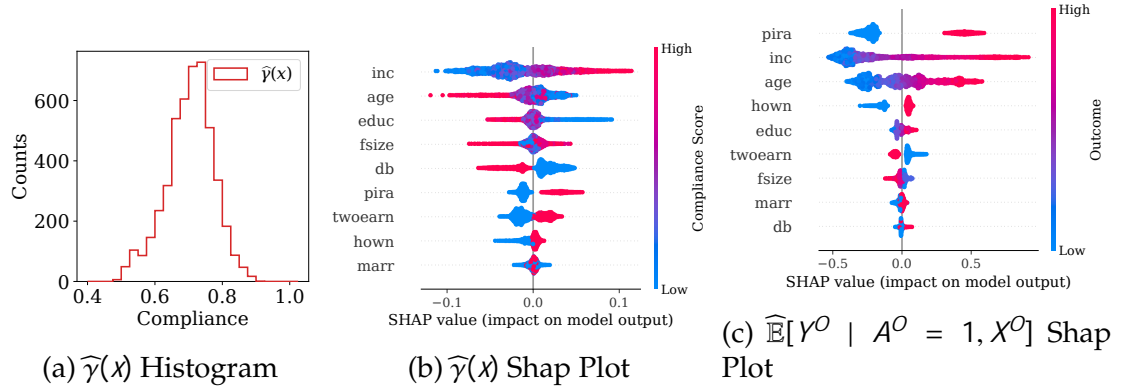 600
400
200
0
Counts
0.4 0.6 0.8 1.0
Compliance
γ̂(x)
(a) γ̂(x) Histogram
inc
age
educ
fsize
db
pira
twoearn
hown
marr
−0.1 0.0 0.1
SHAP value (impact on model output)
High
Low
Compliance Score
(b) γ̂(x) Shap Plot
pira
inc
age
hown
educ
twoearn
fsize
marr
db
−0.5 0.0 0.5
SHAP value (impact on model output)
High
Low
Outcome
(c) 𝔼̂[Y^O | A^O = 1, X^O] Shap
Plot